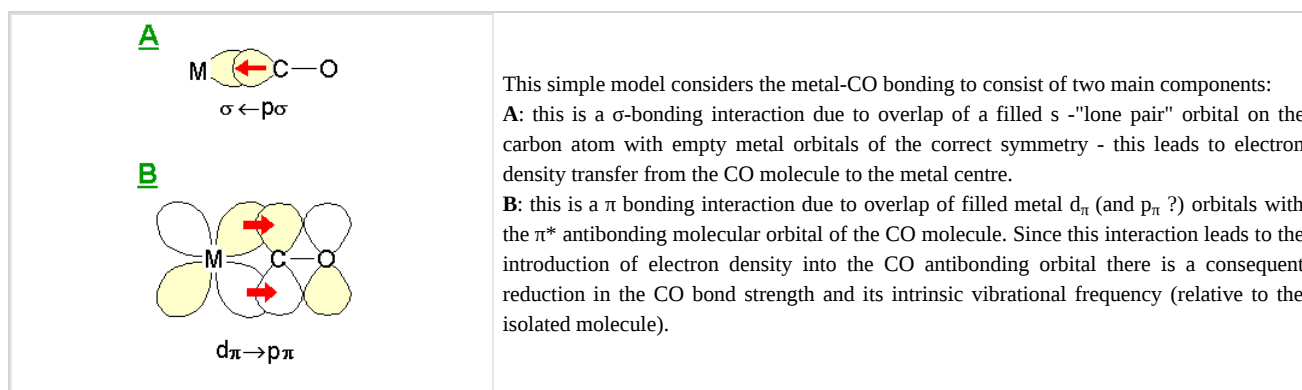 A
M C—O
σ←pσ
B
M C—O
dπ→pπ
This simple model considers the metal-CO bonding to consist of two main components:
A: this is a σ-bonding interaction due to overlap of a filled s -"lone pair" orbital on the
carbon atom with empty metal orbitals of the correct symmetry - this leads to electron
density transfer from the CO molecule to the metal centre.
B: this is a π bonding interaction due to overlap of filled metal dπ (and pπ ?) orbitals with
the π* antibonding molecular orbital of the CO molecule. Since this interaction leads to the
introduction of electron density into the CO antibonding orbital there is a consequent
reduction in the CO bond strength and its intrinsic vibrational frequency (relative to the
isolated molecule).